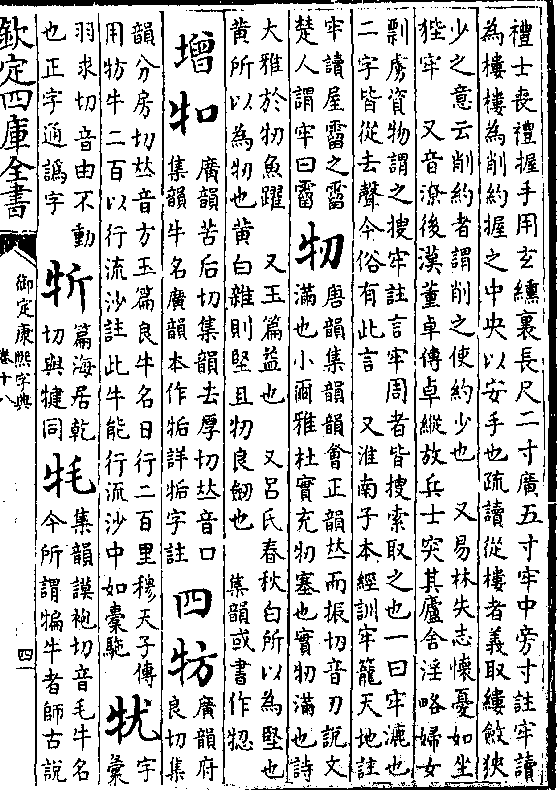 禮士喪禮握手用玄纁裏長尺二寸廣五寸牢中旁寸註牢讀
為樓樓為削約握之中央以安手也疏讀從樓者義取縷斂狹
少之意云削約者謂削之使約少也　又易林失志懷憂如坐
狴牢　又音潦後漢董卓傳卓縱放兵士突其廬舍淫略婦女
剽虜資物謂之搜牢註言牢周者皆搜索取之也一曰牢漉也
二字皆從去聲今俗有此言　又淮南子本經訓牢籠天地註
牢讀屋霤之霤
楚人謂牢曰霤
牣
唐韻集韻韻會正韻𠀤而振切音刃說文
滿也小爾雅杜實充牣塞也實牣滿也詩
大雅於牣魚躍　又玉篇益也　又呂氏春秋白所以為堅也
黃所以為牣也黃白雜則堅且牣良劒也　集韻或書作㲽
增㸸
廣韻苦后切集韻去厚切𠀤音口
集韻牛名廣韻本作㸸詳㸸字註
四
牥
廣韻府
良切集
韻分房切𠀤音方玉篇良牛名日行二百里穆天子傳
用牥牛二百以行流沙註此牛能行流沙中如橐駞
㹨
字
彙
羽求切音由不動
也正字通譌字
㸫
篇海居乾
切與犍同
牦
集韻謨袍切音毛牛名
今所謂犏牛者師古說
欽定四庫全書
御定康熙字典
卷十八
四